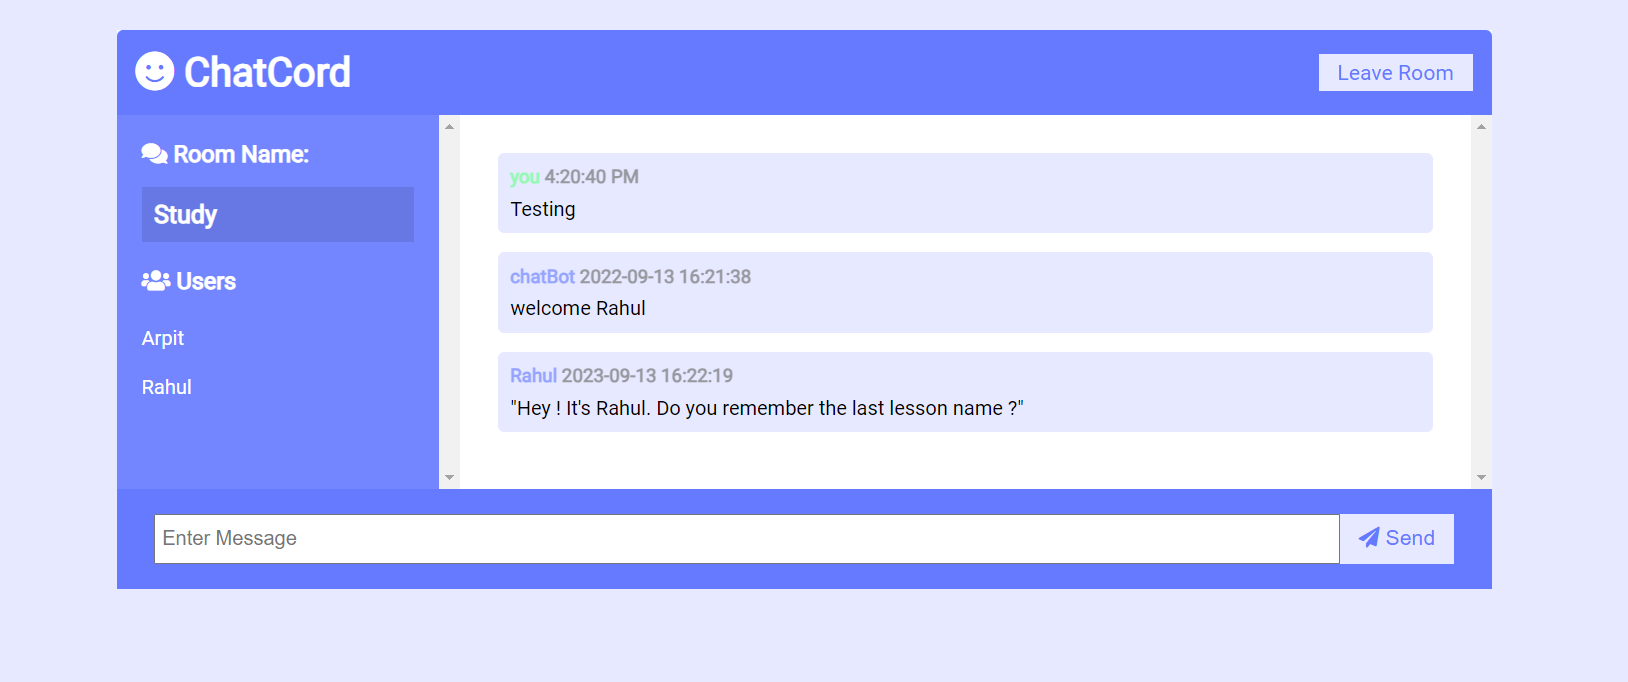 ChatCord
Leave Room
Room Name:
Study
Users
Arpit
Rahul
you 4:20:40 PM
Testing
chatBot 2022-09-13 16:21:38
welcome Rahul
Rahul 2023-09-13 16:22:19
"Hey ! It's Rahul. Do you remember the last lesson name ?"
Enter Message
Send